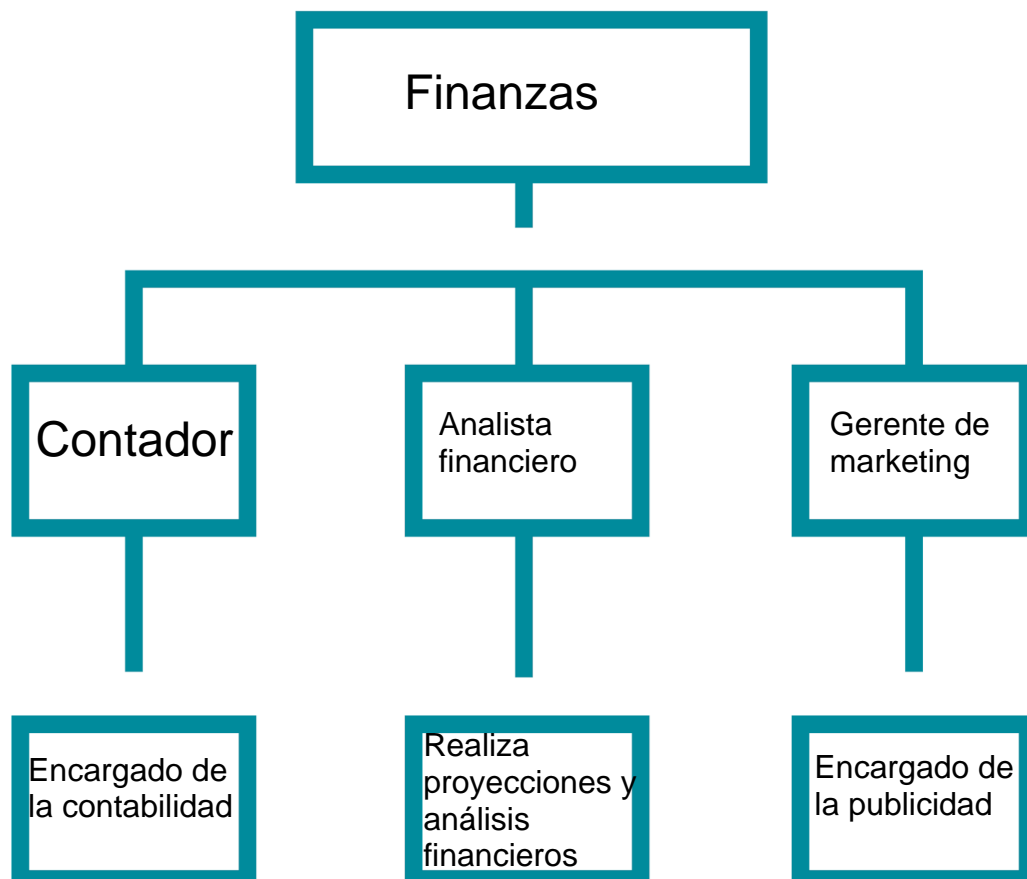 Finanzas
Contador
Analista
financiero
Gerente de
marketing
Encargado de
la contabilidad
Realiza
proyecciones y
análisis
financieros
Encargado de
la publicidad